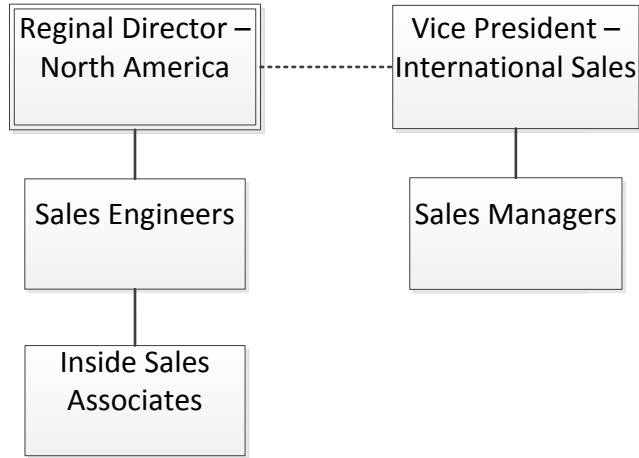 Reginal Director –
North America
Vice President –
International Sales
Sales Engineers
Sales Managers
Inside Sales
Associates